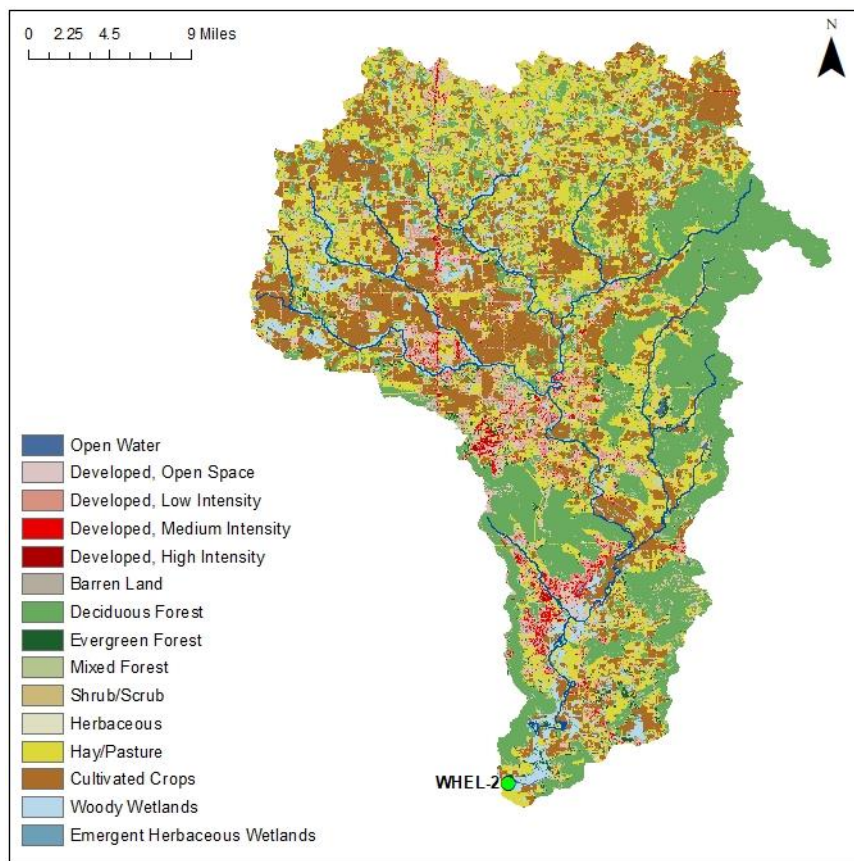 0 2.25 4.5 9 Miles
N
Open Water
Developed, Open Space
Developed, Low Intensity
Developed, Medium Intensity
Developed, High Intensity
Barren Land
Deciduous Forest
Evergreen Forest
Mixed Forest
Shrub/Scrub
Herbaceous
Hay/Pasture
Cultivated Crops
WHEL-2
Woody Wetlands
Emergent Herbaceous Wetlands